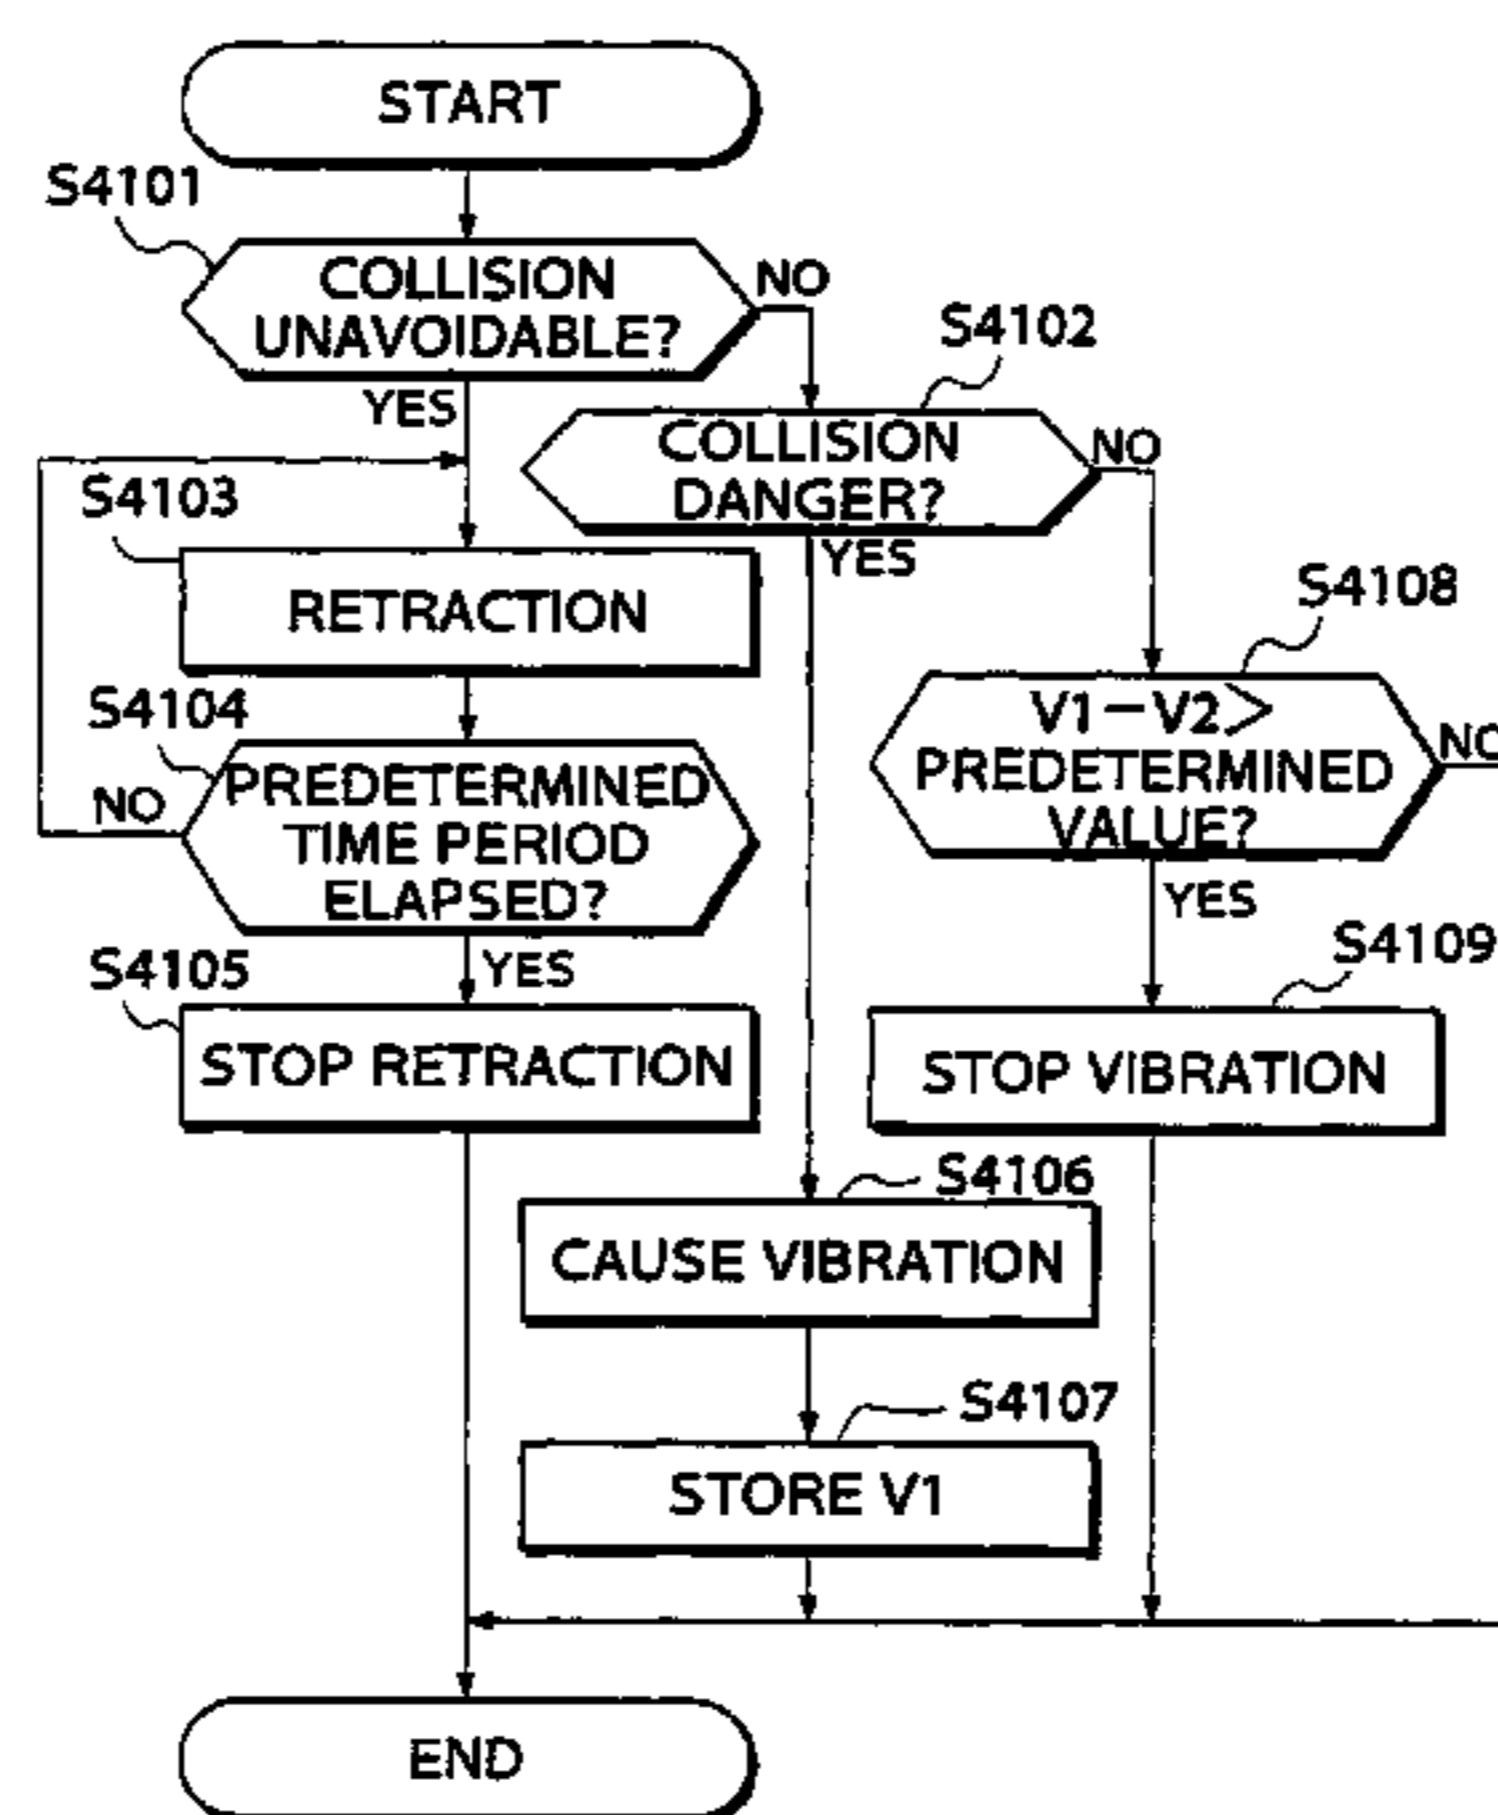 START
S4101
COLLISION
UNAVOIDABLE?
NO
S4102
YES
COLLISION
DANGER?
NO
S4103
YES
RETRACTION
S4108
S4104
V1-V2>
PREDETERMINED
VALUE?
NO
PREDETERMINED
TIME PERIOD
ELAPSED?
NO
YES
S4105
YES
S4109
STOP RETRACTION
STOP VIBRATION
S4106
CAUSE VIBRATION
S4107
STORE V1
END